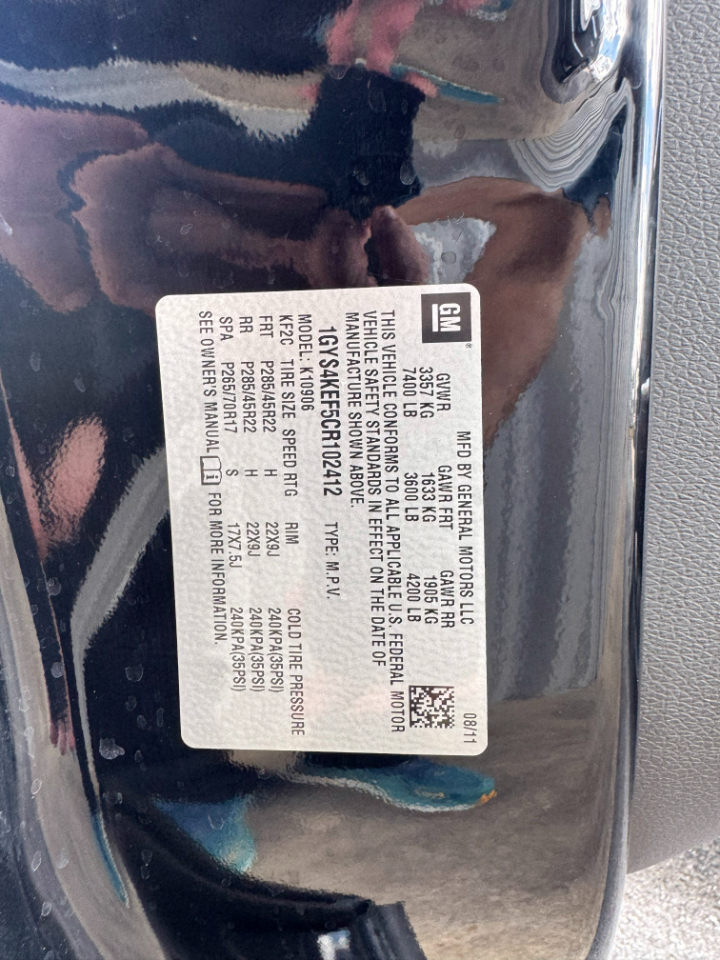 GM
MFD BY GENERAL MOTORS LLC 08/11
GVWR GAWR FRT GAWR RR
3357 KG 1633 KG 1905 KG
7400 LB 3600 LB 4200 LB
THIS VEHICLE CONFORMS TO ALL APPLICABLE U.S. FEDERAL MOTOR
VEHICLE SAFETY STANDARDS IN EFFECT ON THE DATE OF
MANUFACTURE SHOWN ABOVE.
1GYS4KEF5CR102412 TYPE: M.P.V.
MODEL: K10906
KF2C TIRE SIZE SPEED RTG RIM COLD TIRE PRESSURE
FRT P285/45R22 H 22X9J 240KPA(35PSI)
RR P285/45R22 H 22X9J 240KPA(35PSI)
SPA P265/70R17 S 17X7.5J 240KPA(35PSI)
SEE OWNER'S MANUAL FOR MORE INFORMATION.